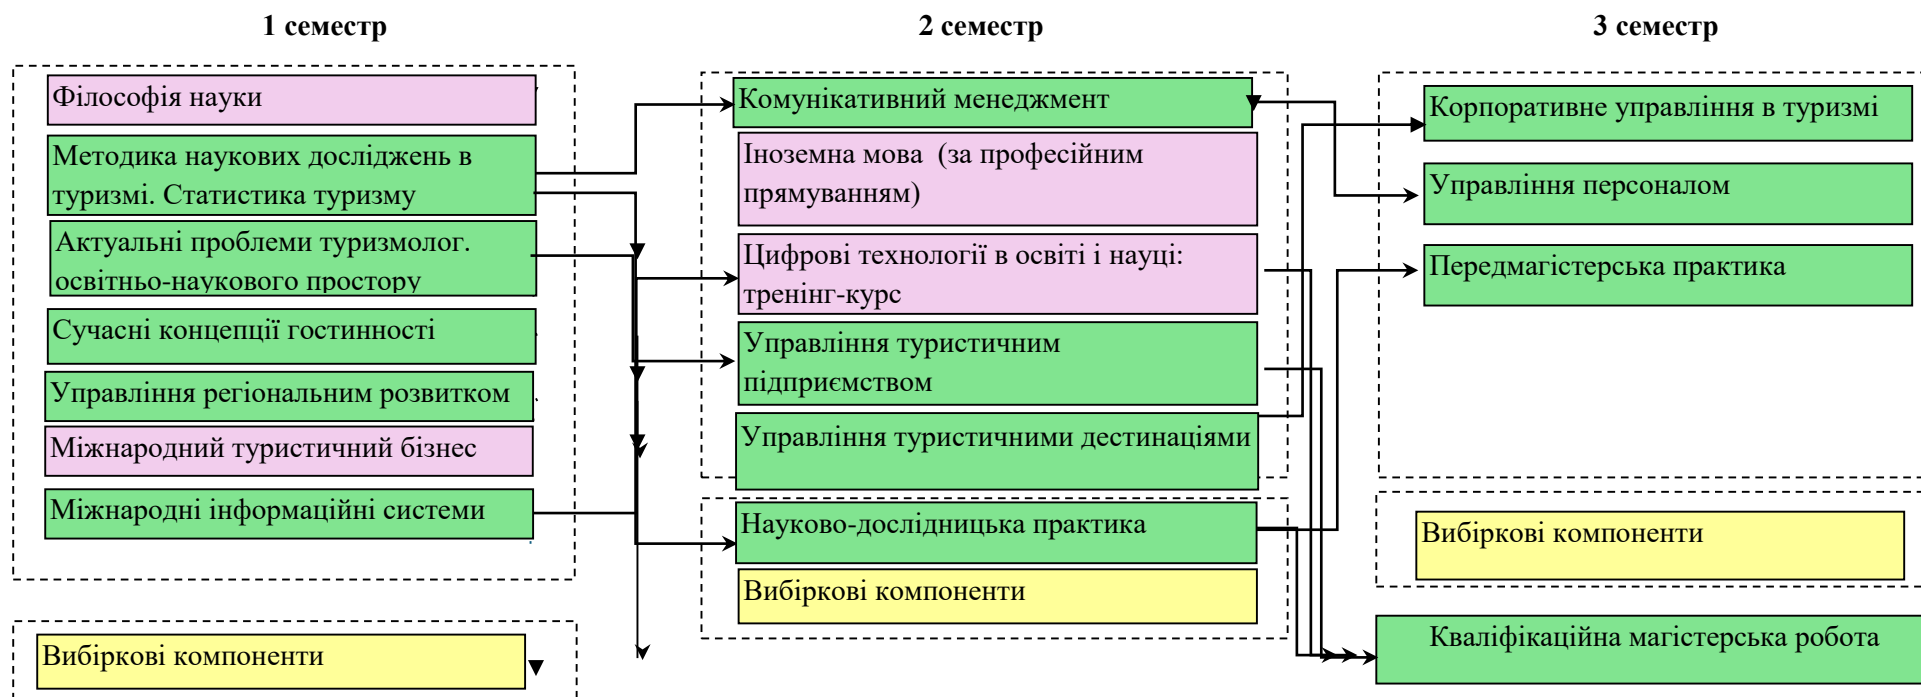 1 семестр
2 семестр
3 семестр
Філософія науки
Методика наукових досліджень в
туризмі. Статистика туризму
Актуальні проблеми туризмолог.
освітньо-наукового простору
Сучасні концепції гостинності
Управління регіональним розвитком
Міжнародний туристичний бізнес
Міжнародні інформаційні системи
Вибіркові компоненти
Комунікативний менеджмент
Іноземна мова (за професійним
прямуванням)
Цифрові технології в освіті і науці:
тренінг-курс
Управління туристичним
підприємством
Управління туристичними дестинаціями
Науково-дослідницька практика
Вибіркові компоненти
Корпоративне управління в туризмі
Управління персоналом
Передмагістерська практика
Вибіркові компоненти
Кваліфікаційна магістерська робота